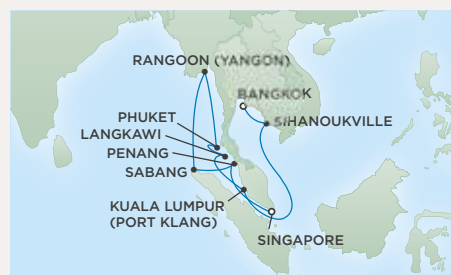 RANGOON (YANGON)
BANGKOK
SIHANOUKVILLE
PHUKET
LANGKAWI
PENANG
SABANG
KUALA LUMPUR
(PORT KLANG)
SINGAPORE